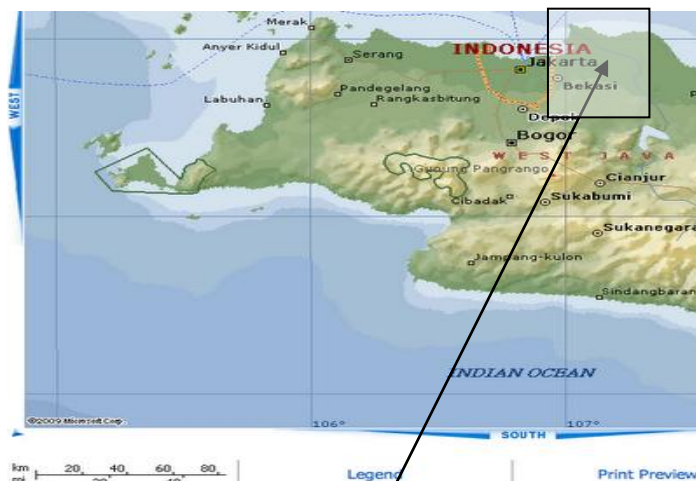 Merak
Anyer Kidul
Serang
INDONESIA
Jakarta
Bekasi
Pandegelang
Rangkasbitung
Labuhan
Depok
Bogor
WEST JAVA
Gunung Pangrango
Cianjur
Cibadak
Sukabumi
Sukanegara
Jampang-kulon
Sindangbaran
INDIAN OCEAN
WEST
©2009 Microsoft Corp.
106°
107°
SOUTH
km 20 40 60 80
Legend
Print Preview